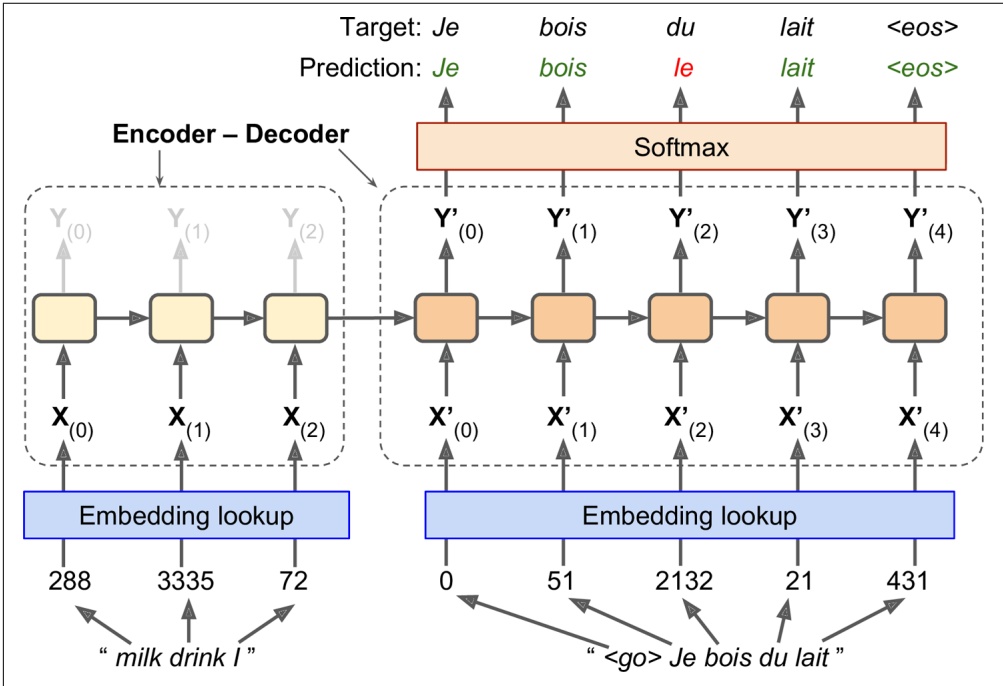 Target: Je bois du lait <eos>
Prediction: Je bois le lait <eos>
Encoder – Decoder
Softmax
Y(0) Y(1) Y(2) Y’(0) Y’(1) Y’(2) Y’(3) Y’(4)
X(0) X(1) X(2) X’(0) X’(1) X’(2) X’(3) X’(4)
Embedding lookup Embedding lookup
288 3335 72 0 51 2132 21 431
“ milk drink I ” “ <go> Je bois du lait ”